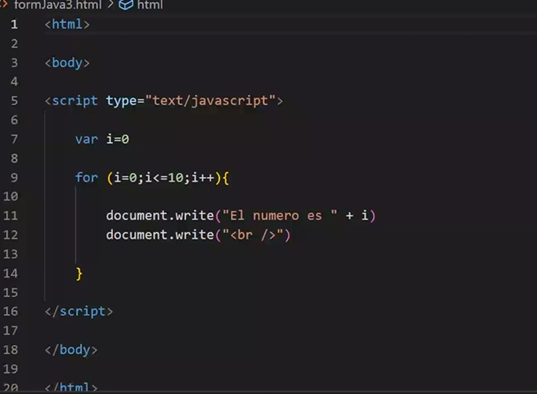 formJava3.html > html
1 <html>
2
3 <body>
4
5 <script type="text/javascript">
6
7 var i=0
8
9 for (i=0;i<=10;i++){
10
11 document.write("El numero es " + i)
12 document.write("<br />")
13
14 }
15
16 </script>
17
18 </body>
19
20 </html>